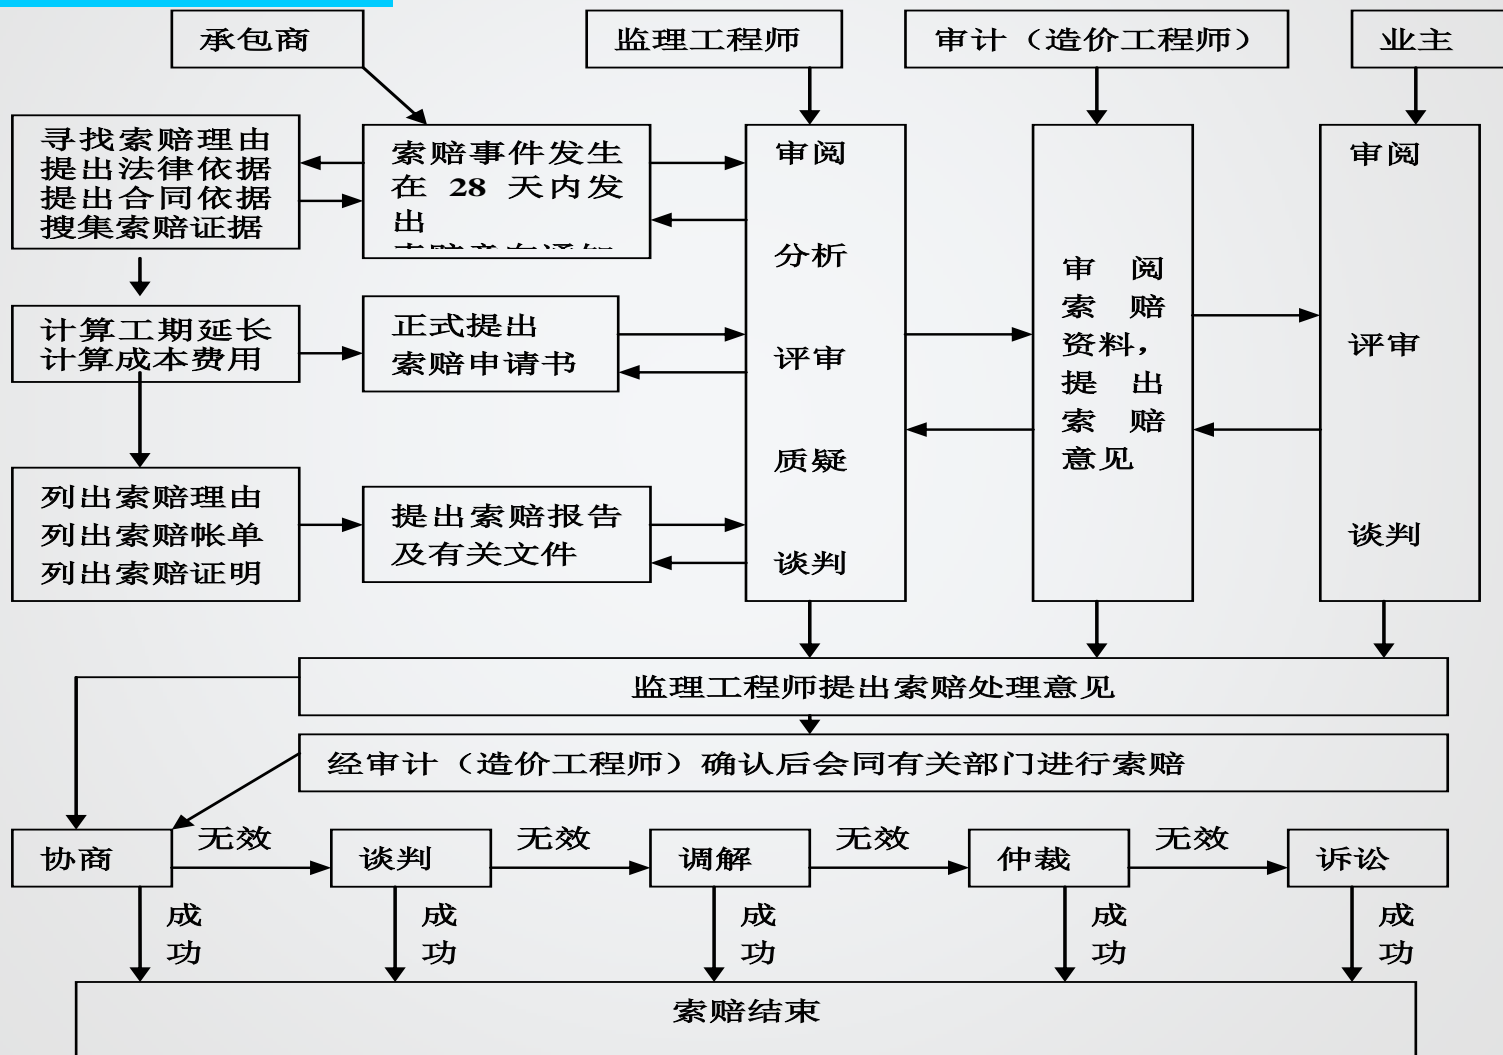 承包商
监理工程师
审计（造价工程师）
业主
寻找索赔理由
提出法律依据
提出合同依据
搜集索赔证据
索赔事件发生
在 28 天内发
出
审阅
分析
评审
质疑
谈判
审 阅
索 赔
资料，
提 出
索 赔
意见
审阅
评审
谈判
计算工期延长
计算成本费用
正式提出
索赔申请书
列出索赔理由
列出索赔帐单
列出索赔证明
提出索赔报告
及有关文件
监理工程师提出索赔处理意见
经审计（造价工程师）确认后会同有关部门进行索赔
协商
无效
谈判
无效
调解
无效
仲裁
无效
诉讼
成
功
成
功
成
功
成
功
成
功
索赔结束